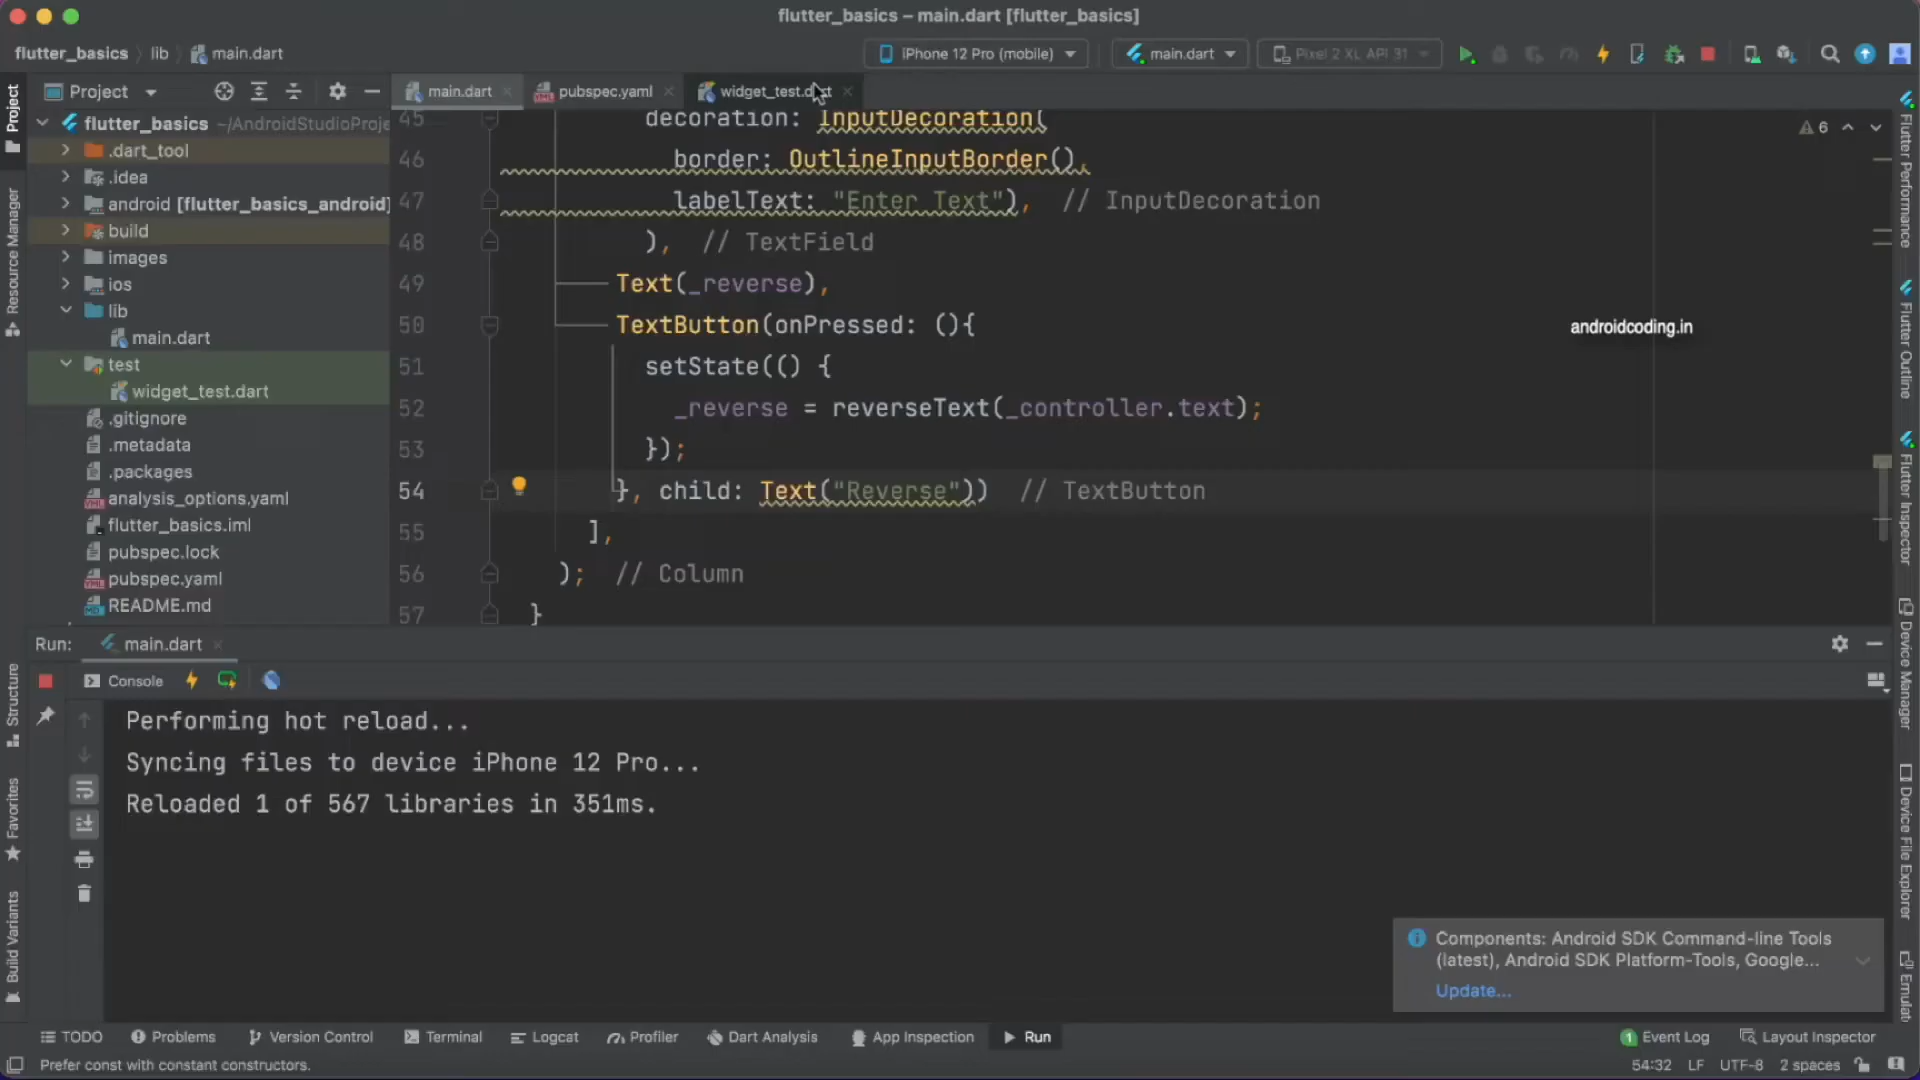 flutter_basics – main.dart [flutter_basics]
flutter_basics lib main.dart
iPhone 12 Pro (mobile)
main.dart
Pixel 2 XL API 31
Project
Resource Manager
Structure
Favorites
Build Variants
Project
flutter_basics ~/AndroidStudioProje
.dart_tool
.idea
android [flutter_basics_android]
build
images
ios
lib
main.dart
test
widget_test.dart
.gitignore
.metadata
.packages
analysis_options.yaml
flutter_basics.iml
pubspec.lock
pubspec.yaml
README.md
main.dart
pubspec.yaml
widget_test.dart
6
45 decoration: InputDecoration(
46 border: OutlineInputBorder(),
47 labelText: "Enter Text"), // InputDecoration
48 ), // TextField
49 Text(_reverse),
50 TextButton(onPressed: (){
51 setState(() {
52 _reverse = reverseText(_controller.text);
53 });
54 }, child: Text("Reverse")) // TextButton
55 ],
56 ); // Column
57 }
androidcoding.in
Flutter Performance
Flutter Outline
Flutter Inspector
Device Manager
Device File Explorer
Emulat
Run: main.dart
Console
Performing hot reload...
Syncing files to device iPhone 12 Pro...
Reloaded 1 of 567 libraries in 351ms.
Components: Android SDK Command-line Tools
(latest), Android SDK Platform-Tools, Google...
Update...
TODO Problems Version Control Terminal Logcat Profiler Dart Analysis App Inspection Run 1 Event Log Layout Inspector
Prefer const with constant constructors. 54:32 LF UTF-8 2 spaces